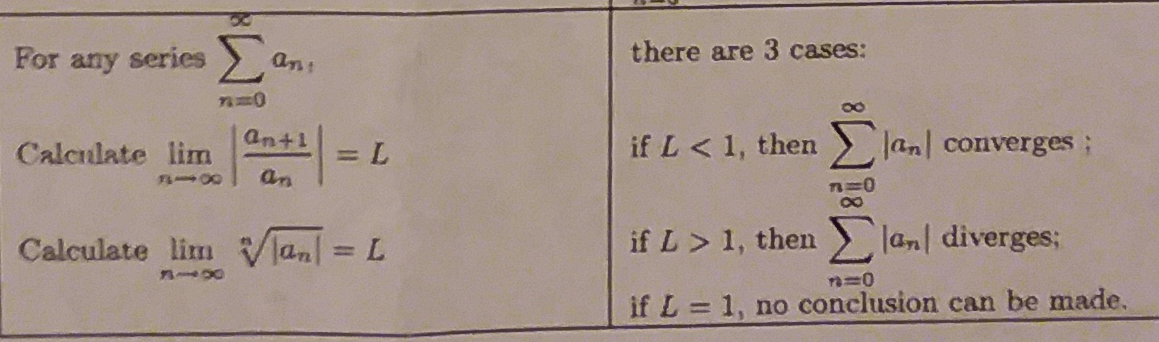 For any series \sum_{n=0}^{\infty} a_n,
Calculate \lim_{n \to \infty} \left| \frac{a_{n+1}}{a_n} \right| = L
Calculate \lim_{n \to \infty} \sqrt[n]{|a_n|} = L
there are 3 cases:
if L < 1, then \sum_{n=0}^{\infty} |a_n| converges ;
if L > 1, then \sum_{n=0}^{\infty} |a_n| diverges;
if L = 1, no conclusion can be made.